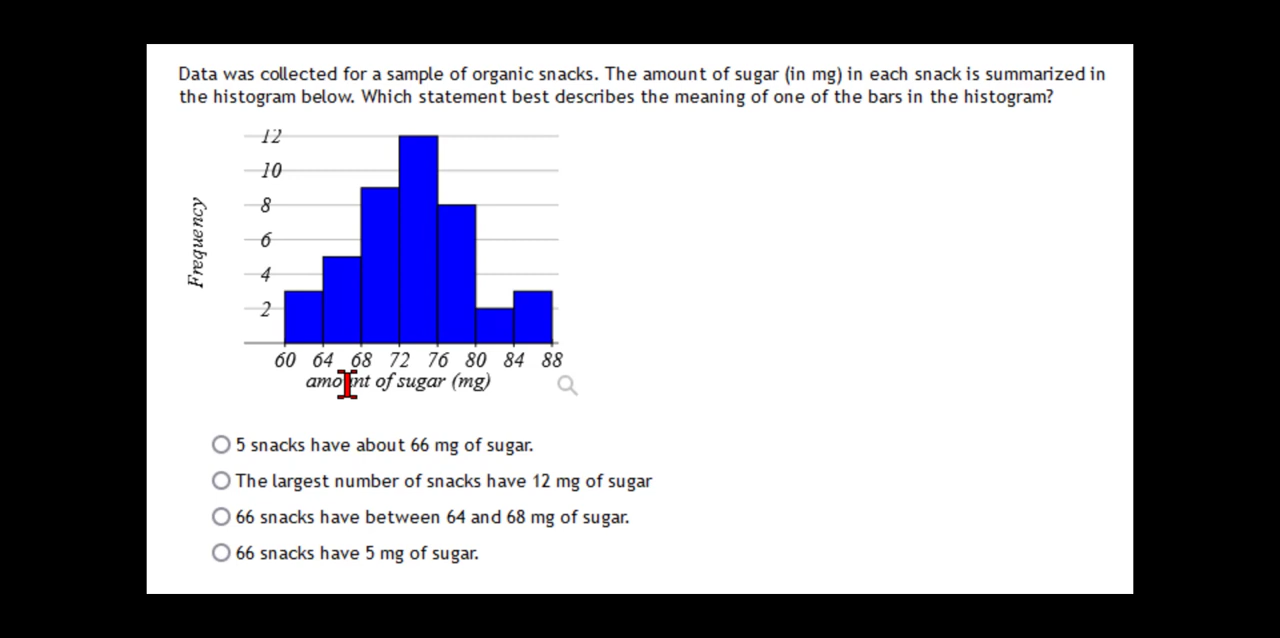 Data was collected for a sample of organic snacks. The amount of sugar (in mg) in each snack is summarized in
the histogram below. Which statement best describes the meaning of one of the bars in the histogram?
12
10
8
6
4
2
Frequency
60 64 68 72 76 80 84 88
amount of sugar (mg)
5 snacks have about 66 mg of sugar.
The largest number of snacks have 12 mg of sugar
66 snacks have between 64 and 68 mg of sugar.
66 snacks have 5 mg of sugar.